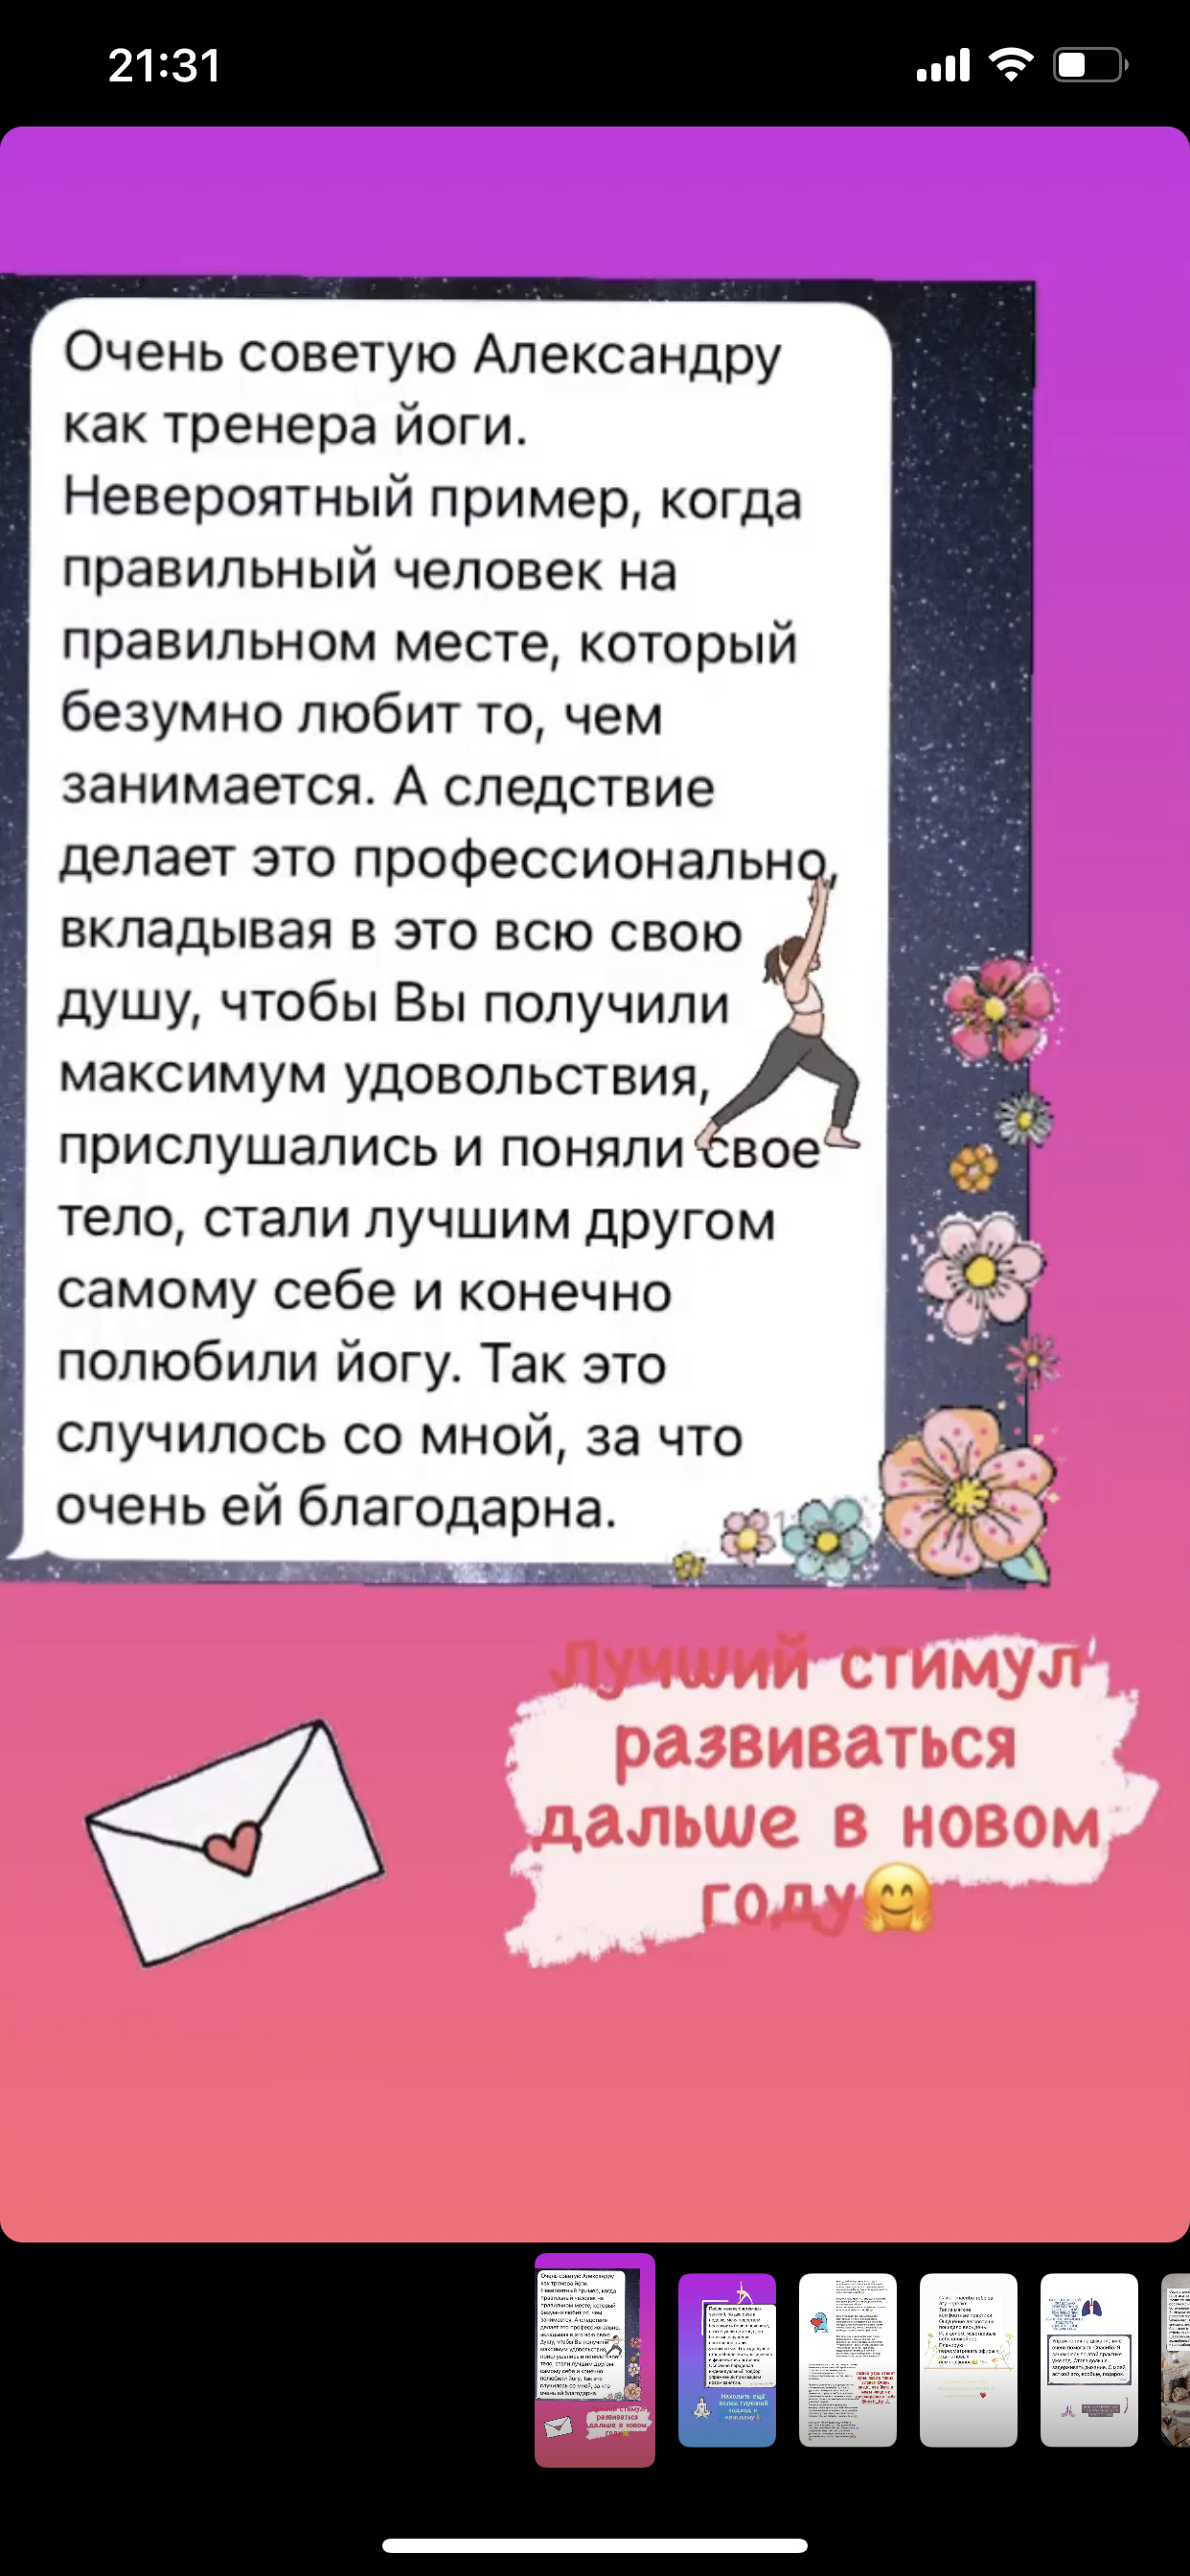 21:31
Очень советую Александру
как тренера йоги.
Невероятный пример, когда
правильный человек на
правильном месте, который
безумно любит то, чем
занимается. А следствие
делает это профессионально,
вкладывая в это всю свою
душу, чтобы Вы получили
максимум удовольствия,
прислушались и поняли свое
тело, стали лучшим другом
самому себе и конечно
полюбили йогу. Так это
случилось со мной, за что
очень ей благодарна.
Лучший стимул
развиваться
дальше в новом
году🤗